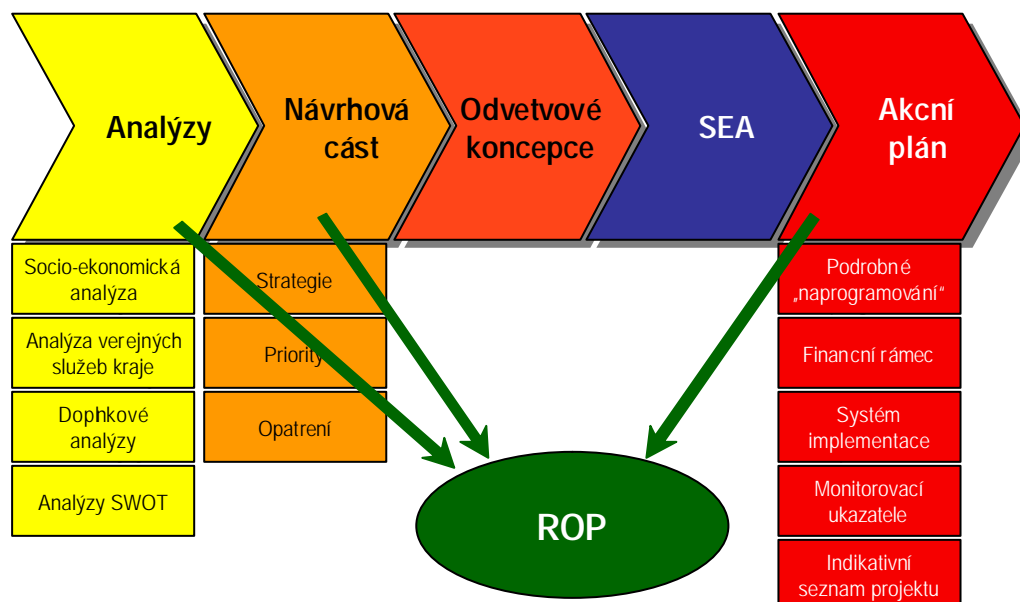 Analýzy
Návrhová
cást
Odvetvové
koncepce
SEA
Akcní
plán
Socio-ekonomická
analýza
Analýza verejných
služeb kraje
Dophkové
analýzy
Analýzy SWOT
Strategie
Priority
Opatrení
Podrobné
„naprogramování“
Financní rámec
Systém
implementace
Monitorovací
ukazatele
Indikativní
seznam projektu
ROP